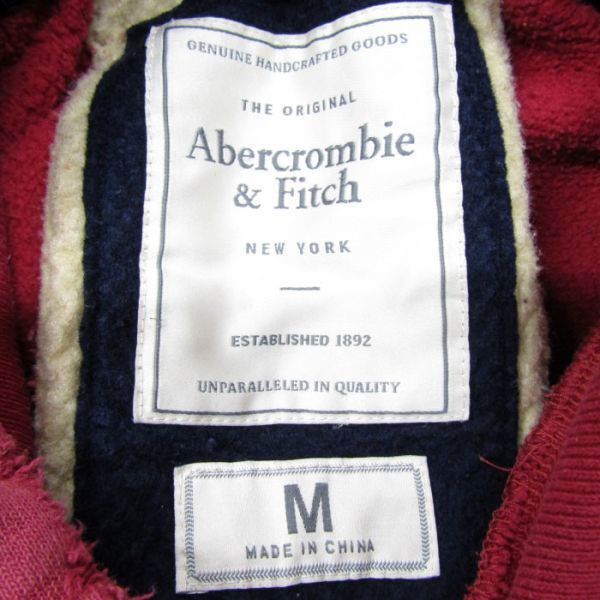 GENUINE HANDCRAFTED GOODS
THE ORIGINAL
Abercrombie
& Fitch
NEW YORK
ESTABLISHED 1892
UNPARALLELED IN QUALITY
M
MADE IN CHINA